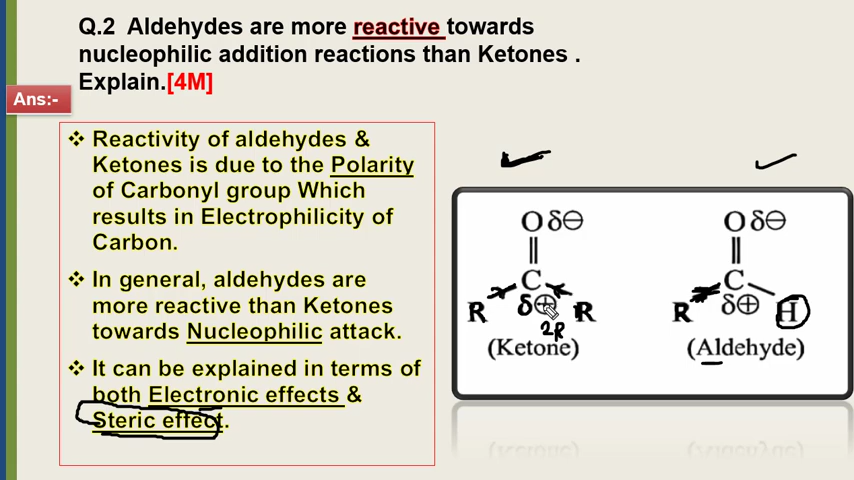 Q.2 Aldehydes are more reactive towards
nucleophilic addition reactions than Ketones .
Explain.[4M]
Ans:-
❖ Reactivity of aldehydes &
Ketones is due to the Polarity
of Carbonyl group Which
results in Electrophilicity of
Carbon.
❖ In general, aldehydes are
more reactive than Ketones
towards Nucleophilic attack.
❖ It can be explained in terms of
both Electronic effects &
Steric effect.
O δ⊖
C
R δ⊕ R
2R
(Ketone)
O δ⊖
C
R δ⊕ H
(Aldehyde)